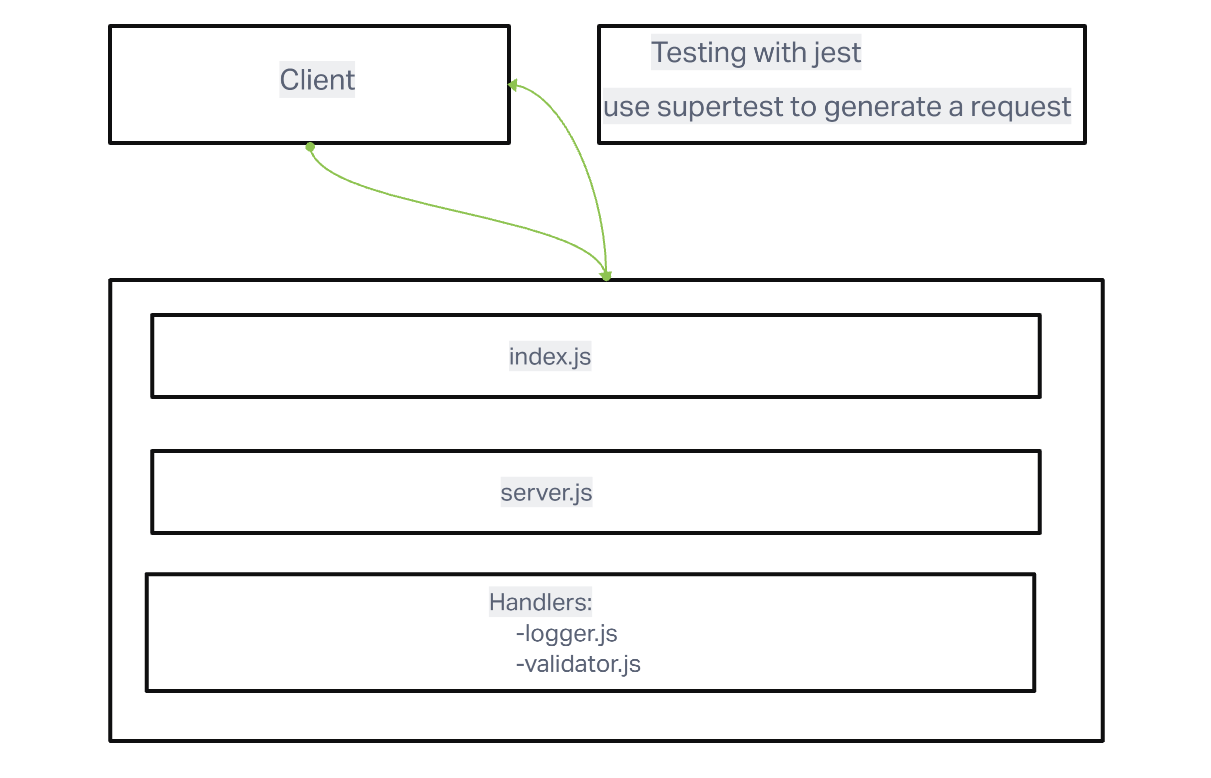 Client
Testing with jest
use supertest to generate a request
index.js
server.js
Handlers:
-logger.js
-validator.js